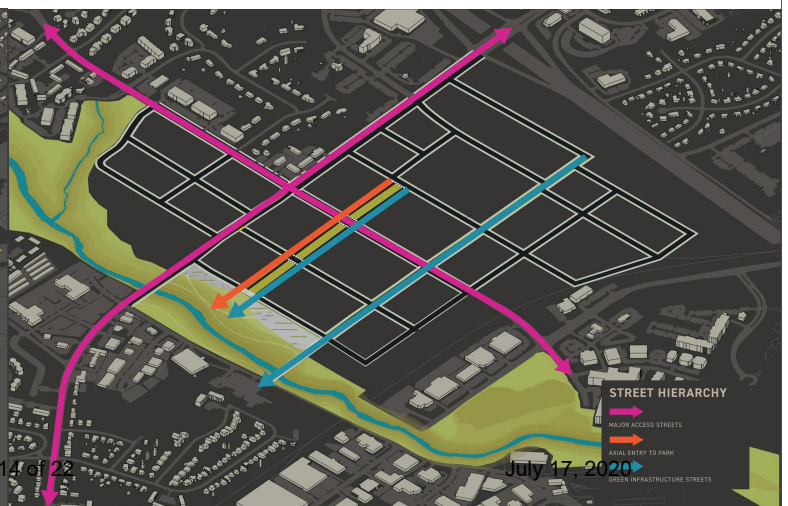 STREET HIERARCHY
MAJOR ACCESS STREETS
AXIAL ENTRY TO PARK
14 of 22
July 17, 2020
GREEN INFRASTRUCTURE STREETS